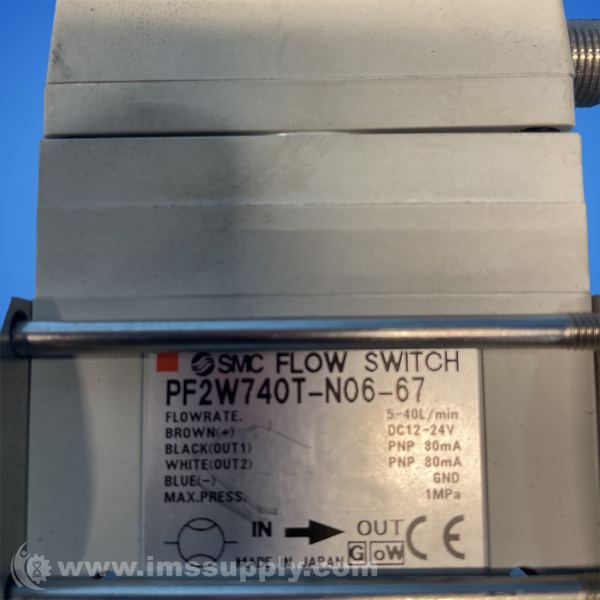 SMC FLOW SWITCH
PF2W740T-N06-67
FLOWRATE. 5-40L/min
BROWN(+) DC12-24V
BLACK(OUT1) PNP 80mA
WHITE(OUT2) PNP 80mA
BLUE(-) GND
MAX.PRESS. 1MPa
IN OUT CE
MADE IN JAPAN G oW
www.imssupply.com